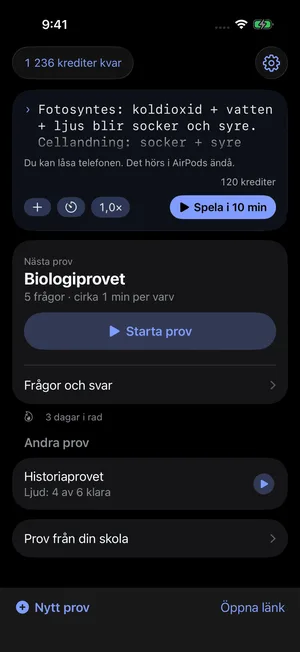 9:41
1 236 krediter kvar
› Fotosyntes: koldioxid + vatten
+ ljus blir socker och syre.
Cellandning: socker + syre
Du kan låsa telefonen. Det hörs i AirPods ändå.
120 krediter
1,0×
Spela i 10 min
Nästa prov
Biologiprovet
5 frågor · cirka 1 min per varv
Starta prov
Frågor och svar
3 dagar i rad
Andra prov
Historiaprovet
Ljud: 4 av 6 klara
Prov från din skola
Nytt prov
Öppna länk